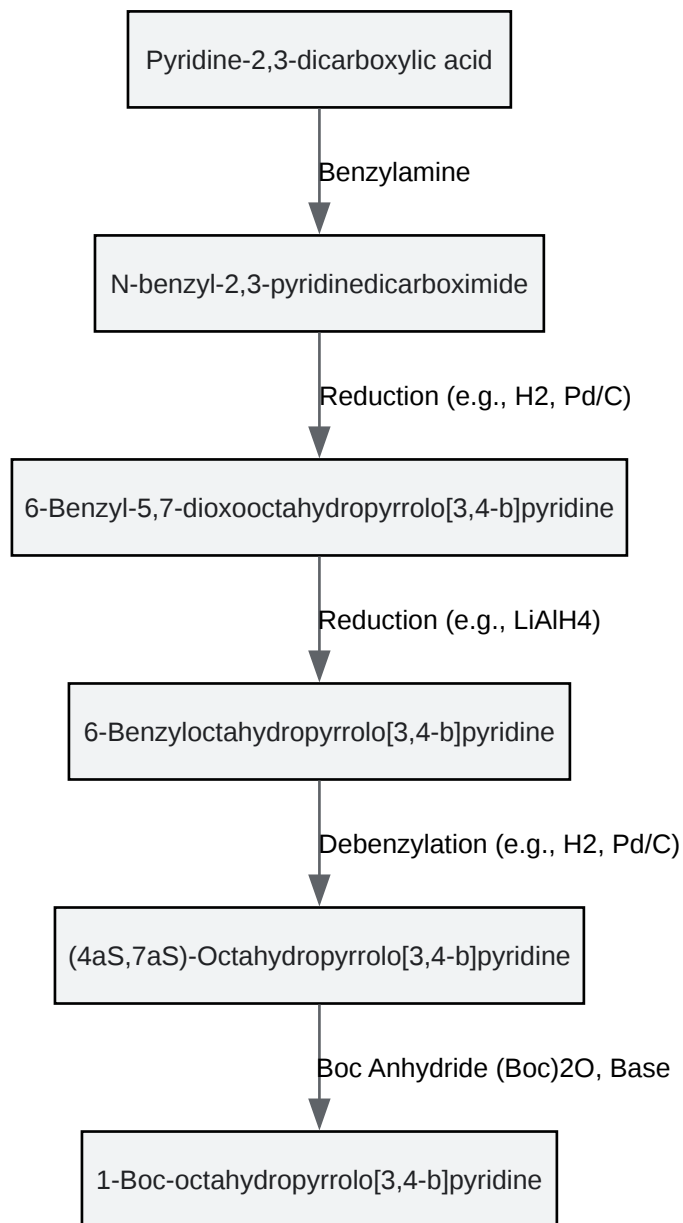 Pyridine-2,3-dicarboxylic acid
Benzylamine
N-benzyl-2,3-pyridinedicarboximide
Reduction (e.g., H2, Pd/C)
6-Benzyl-5,7-dioxooctahydropyrrolo[3,4-b]pyridine
Reduction (e.g., LiAlH4)
6-Benzyloctahydropyrrolo[3,4-b]pyridine
Debenzylation (e.g., H2, Pd/C)
(4aS,7aS)-Octahydropyrrolo[3,4-b]pyridine
Boc Anhydride (Boc)2O, Base
1-Boc-octahydropyrrolo[3,4-b]pyridine